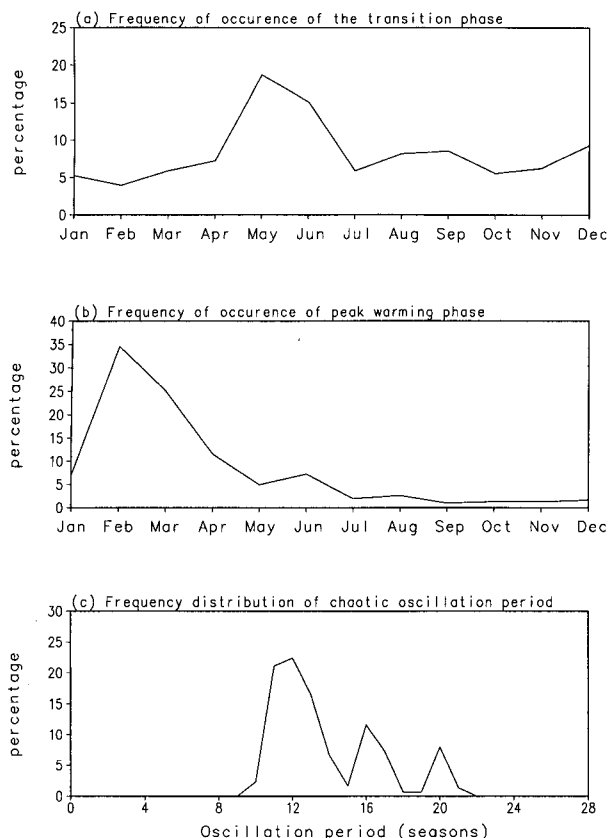 (a) Frequency of occurence of the transition phase
25
20
15
10
5
0
percentage
Jan Feb Mar Apr May Jun Jul Aug Sep Oct Nov Dec
(b) Frequency of occurence of peak warming phase
40
35
30
25
20
15
10
5
0
percentage
Jan Feb Mar Apr May Jun Jul Aug Sep Oct Nov Dec
(c) Frequency distribution of chaotic oscillation period
30
25
20
15
10
5
0
percentage
0 4 8 12 16 20 24 28
Oscillation period (seasons)